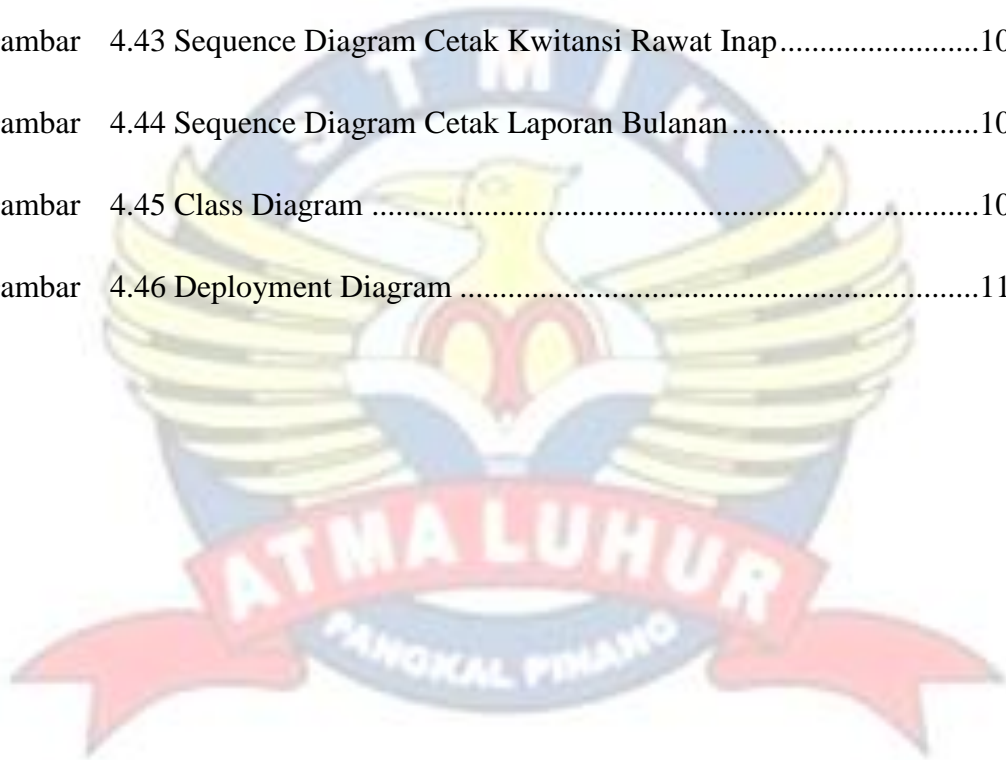 ambar 4.43 Sequence Diagram Cetak Kwitansi Rawat Inap...........................10
ambar 4.44 Sequence Diagram Cetak Laporan Bulanan................................10
ambar 4.45 Class Diagram ............................................................................10
ambar 4.46 Deployment Diagram .................................................................11
STMIK
ATMA LUHUR
PANGKAL PINANG